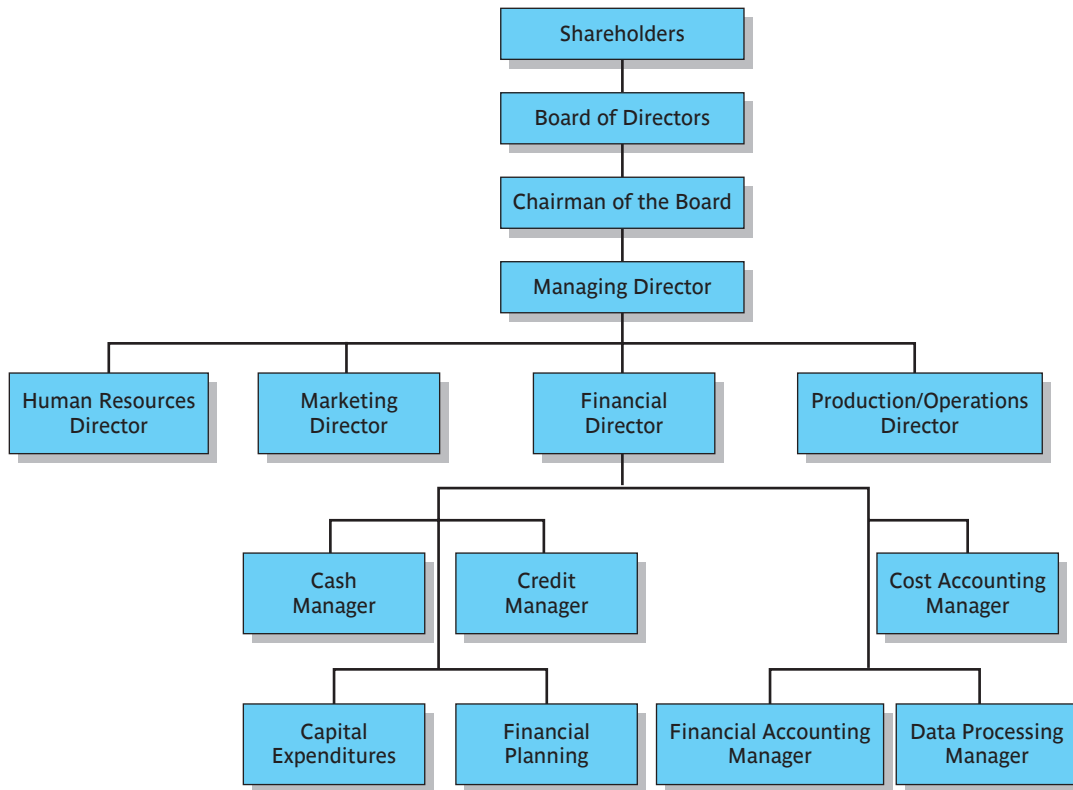 Shareholders
Board of Directors
Chairman of the Board
Managing Director
Human Resources
Director
Marketing
Director
Financial
Director
Production/Operations
Director
Cash
Manager
Credit
Manager
Cost Accounting
Manager
Capital
Expenditures
Financial
Planning
Financial Accounting
Manager
Data Processing
Manager